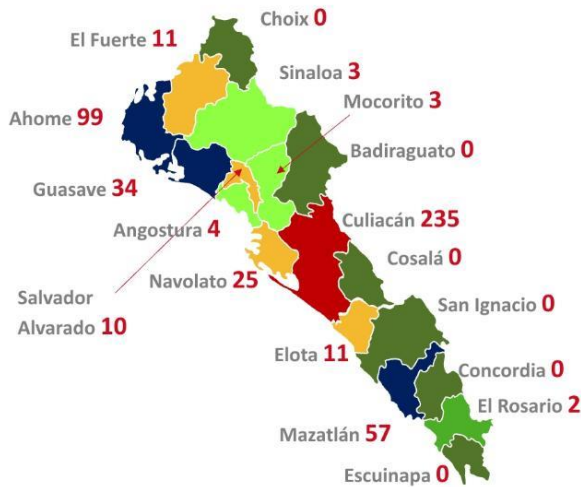 Choix 0
El Fuerte 11
Sinaloa 3
Mocorito 3
Ahome 99
Badiraguato 0
Guasave 34
Culiacán 235
Angostura 4
Cosalá 0
Navolato 25
Salvador
Alvarado 10
San Ignacio 0
Elota 11
Concordia 0
El Rosario 2
Mazatlán 57
Escuinapa 0